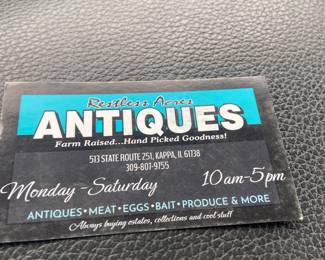 Restless Acres
ANTIQUES
Farm Raised...Hand Picked Goodness!
513 STATE ROUTE 251, KAPPA, IL 61738
309-807-9755
Monday-Saturday 10am-5pm
ANTIQUES•MEAT•EGGS•BAIT•PRODUCE & MORE
Always buying estates, collections and cool stuff